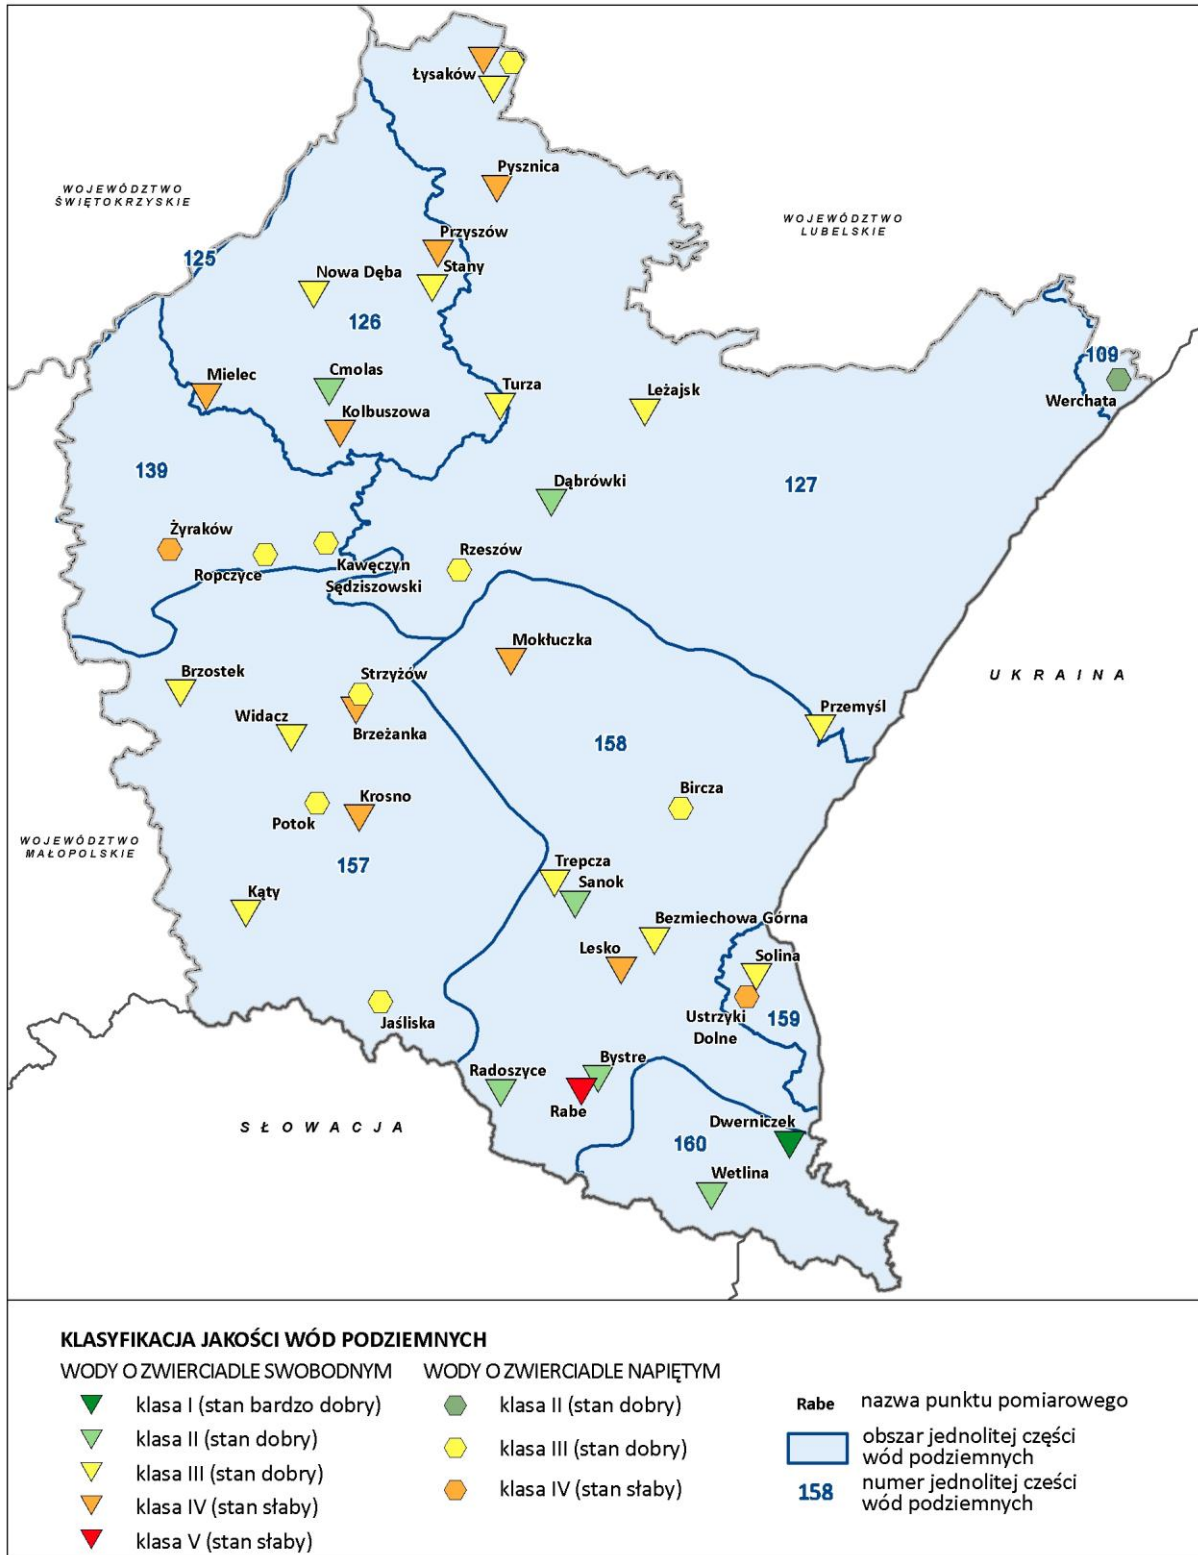 Łysaków
Pysznica
WOJEWÓDZTWO
ŚWIĘTOKRZYSKIE
WOJEWÓDZTWO
LUBELSKIE
Przyszów
125
Stany
Nowa Dęba
126
109
Mielec
Cmolas
Turza
Leżajsk
Werchata
Kolbuszowa
139
127
Dąbrówki
Żyraków
Rzeszów
Kawęczyn
Sędziszowski
Ropczyce
Mokłuczka
Brzostek
Strzyżów
UKRAINA
Przemyśl
Widacz
Brzeżanka
158
Bircza
Krosno
Potok
WOJEWÓDZTWO
MAŁOPOLSKIE
157
Trepcza
Sanok
Kąty
Bezmiechowa Górna
Lesko
Solina
Ustrzyki
Dolne
159
Jaśliska
Bystre
Radoszyce
Rabe
SŁOWACJA
Dwerniczek
160
Wetlina
KLASYFIKACJA JAKOŚCI WÓD PODZIEMNYCH
WODY O ZWIERCIADLE SWOBODNYM
klasa I (stan bardzo dobry)
klasa II (stan dobry)
klasa III (stan dobry)
klasa IV (stan słaby)
klasa V (stan słaby)
WODY O ZWIERCIADLE NAPIĘTYM
klasa II (stan dobry)
klasa III (stan dobry)
klasa IV (stan słaby)
Rabe nazwa punktu pomiarowego
obszar jednolitej części
wód podziemnych
158 numer jednolitej cześci
wód podziemnych